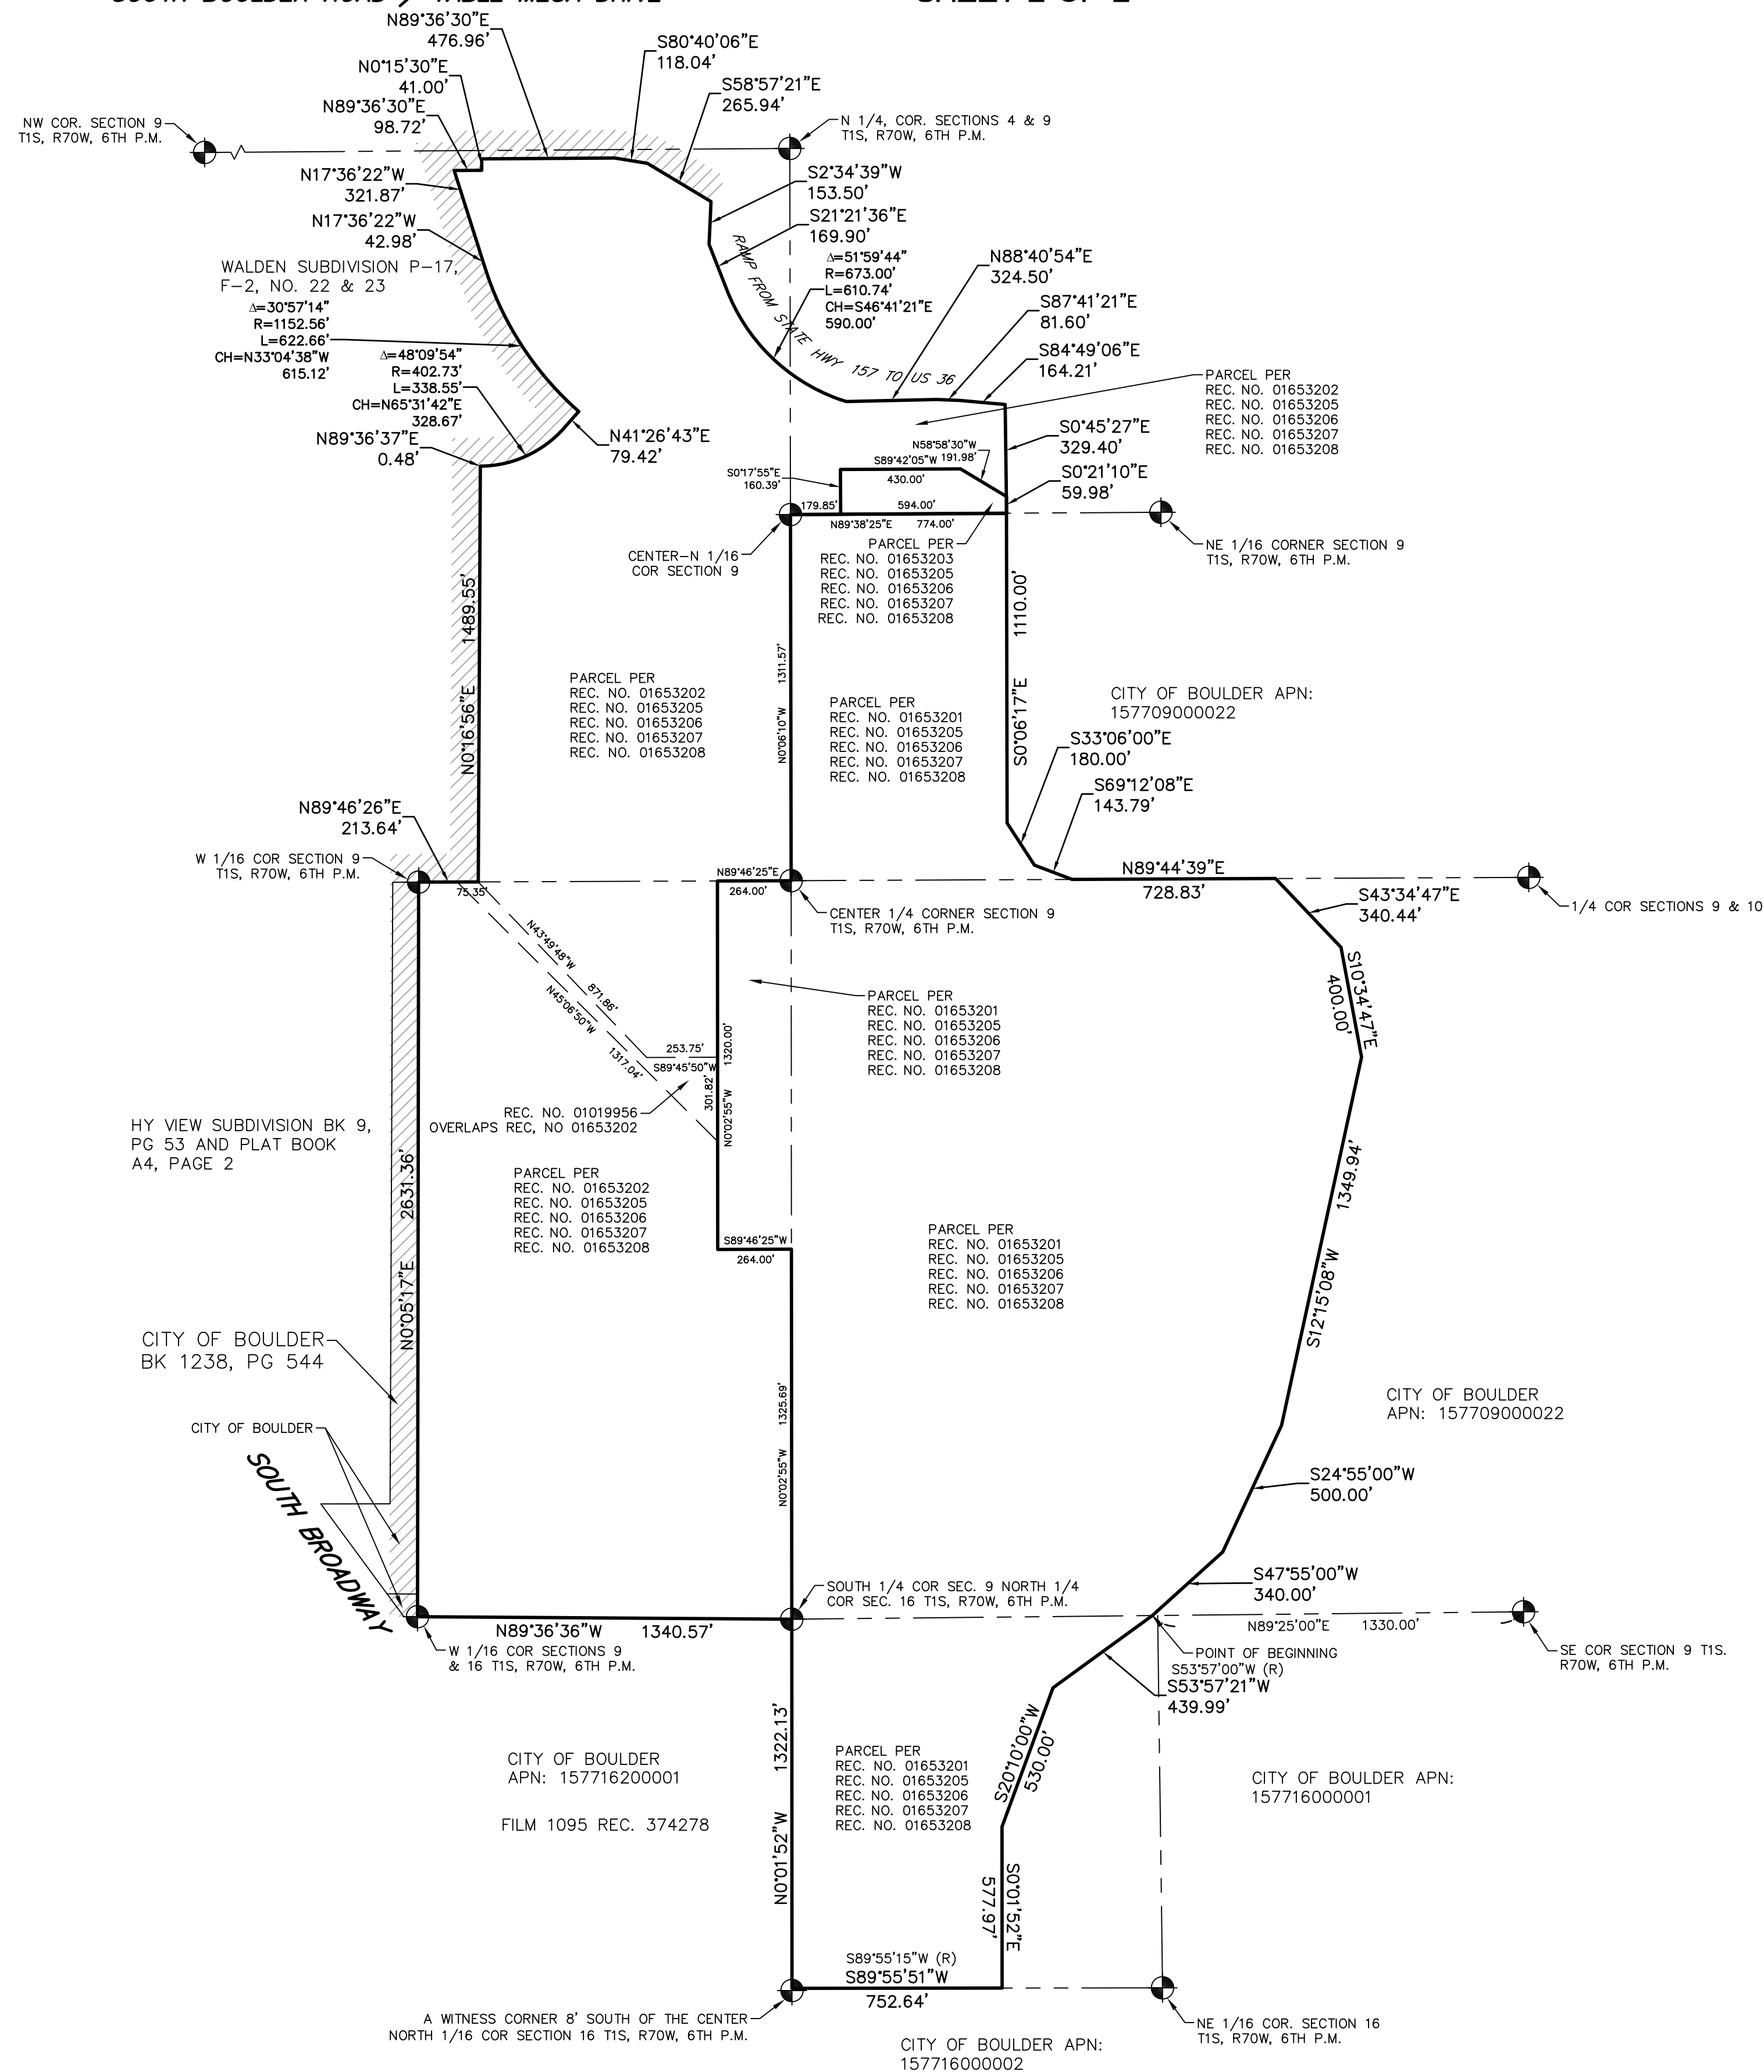 N89°36'30"E
476.96'
S80°40'06"E
118.04'
N0°15'30"E
41.00'
S58°57'21"E
265.94'
N89°36'30"E
98.72'
NW COR. SECTION 9
T1S, R70W, 6TH P.M.
N 1/4, COR. SECTIONS 4 & 9
T1S, R70W, 6TH P.M.
N17°36'22"W
321.87'
S2°34'39"W
153.50'
N17°36'22"W
42.98'
S21°21'36"E
169.90'
RAMP FROM STATE HWY 157 TO US 36
WALDEN SUBDIVISION P-17,
F-2, NO. 22 & 23
Δ=51°59'44"
R=673.00'
L=610.74'
CH=S46°41'21"E
590.00'
N88°40'54"E
324.50'
S87°41'21"E
81.60'
S84°49'06"E
164.21'
Δ=30°57'14"
R=1152.56'
L=622.66'
CH=N33°04'38"W
615.12'
Δ=48°09'54"
R=402.73'
L=338.55'
CH=N65°31'42"E
328.67'
PARCEL PER
REC. NO. 01653202
REC. NO. 01653205
REC. NO. 01653206
REC. NO. 01653207
REC. NO. 01653208
N89°36'37"E
0.48'
N41°26'43"E
79.42'
S0°45'27"E
329.40'
N58°58'30"W
191.98'
S89°42'05"W
430.00'
S0°17'55"E
160.39'
S0°21'10"E
59.98'
179.85'
594.00'
N89°38'25"E
774.00'
CENTER-N 1/16
COR SECTION 9
NE 1/16 CORNER SECTION 9
T1S, R70W, 6TH P.M.
PARCEL PER
REC. NO. 01653203
REC. NO. 01653205
REC. NO. 01653206
REC. NO. 01653207
REC. NO. 01653208
N0°16'56"E
1489.55'
1311.57'
N0°06'10"W
1110.00'
S0°06'17"E
PARCEL PER
REC. NO. 01653202
REC. NO. 01653205
REC. NO. 01653206
REC. NO. 01653207
REC. NO. 01653208
PARCEL PER
REC. NO. 01653201
REC. NO. 01653205
REC. NO. 01653206
REC. NO. 01653207
REC. NO. 01653208
CITY OF BOULDER APN:
157709000022
S33°06'00"E
180.00'
S69°12'08"E
143.79'
N89°46'26"E
213.64'
W 1/16 COR SECTION 9
T1S, R70W, 6TH P.M.
75.35'
N89°46'25"E
264.00'
N89°44'39"E
728.83'
CENTER 1/4 CORNER SECTION 9
T1S, R70W, 6TH P.M.
S43°34'47"E
340.44'
1/4 COR SECTIONS 9 & 10
N43°49'48"W
871.86'
N45°06'50"W
1317.04'
S10°34'47"E
400.00'
PARCEL PER
REC. NO. 01653201
REC. NO. 01653205
REC. NO. 01653206
REC. NO. 01653207
REC. NO. 01653208
253.75'
S89°45'50"W
1320.00'
301.82'
N0°02'55"W
REC. NO. 01019956
OVERLAPS REC, NO 01653202
HY VIEW SUBDIVISION BK 9,
PG 53 AND PLAT BOOK
A4, PAGE 2
2631.36'
N0°05'17"E
PARCEL PER
REC. NO. 01653202
REC. NO. 01653205
REC. NO. 01653206
REC. NO. 01653207
REC. NO. 01653208
1349.94'
S12°15'08"W
S89°46'25"W
264.00'
PARCEL PER
REC. NO. 01653201
REC. NO. 01653205
REC. NO. 01653206
REC. NO. 01653207
REC. NO. 01653208
CITY OF BOULDER
BK 1238, PG 544
CITY OF BOULDER
SOUTH BROADWAY
1325.69'
N0°02'55"W
CITY OF BOULDER
APN: 157709000022
S24°55'00"W
500.00'
S47°55'00"W
340.00'
SOUTH 1/4 COR SEC. 9 NORTH 1/4
COR SEC. 16 T1S, R70W, 6TH P.M.
N89°36'36"W 1340.57'
W 1/16 COR SECTIONS 9
& 16 T1S, R70W, 6TH P.M.
N89°25'00"E 1330.00'
SE COR SECTION 9 T1S.
R70W, 6TH P.M.
POINT OF BEGINNING
S53°57'00"W (R)
S53°57'21"W
439.99'
1322.13'
N0°01'52"W
S20°10'00"W
530.00'
CITY OF BOULDER
APN: 157716200001
FILM 1095 REC. 374278
PARCEL PER
REC. NO. 01653201
REC. NO. 01653205
REC. NO. 01653206
REC. NO. 01653207
REC. NO. 01653208
CITY OF BOULDER APN:
157716000001
S0°01'52"E
577.97'
S89°55'15"W (R)
S89°55'51"W
752.64'
A WITNESS CORNER 8' SOUTH OF THE CENTER
NORTH 1/16 COR SECTION 16 T1S, R70W, 6TH P.M.
NE 1/16 COR. SECTION 16
T1S, R70W, 6TH P.M.
CITY OF BOULDER APN:
157716000002